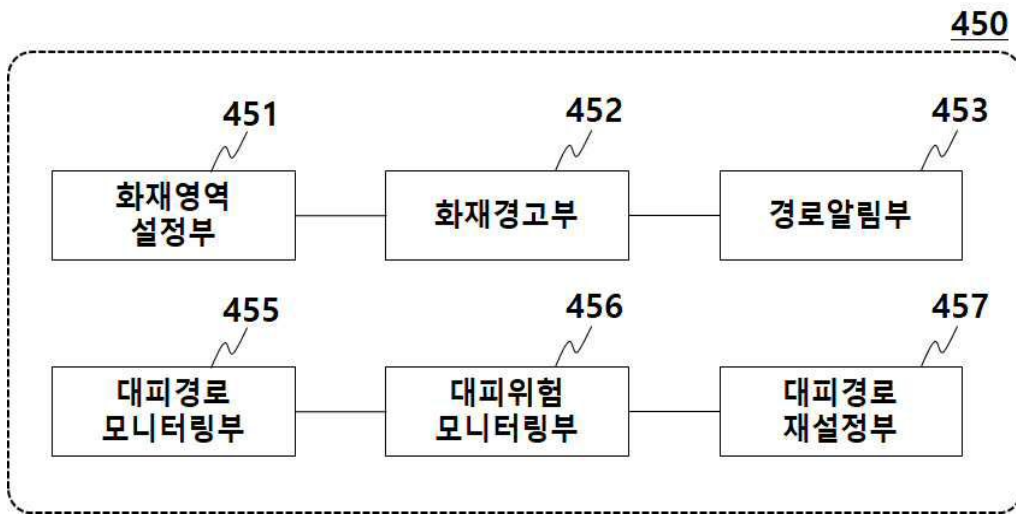 450
451
452
453
화재영역
설정부
화재경고부
경로알림부
455
456
457
대피경로
모니터링부
대피위험
모니터링부
대피경로
재설정부